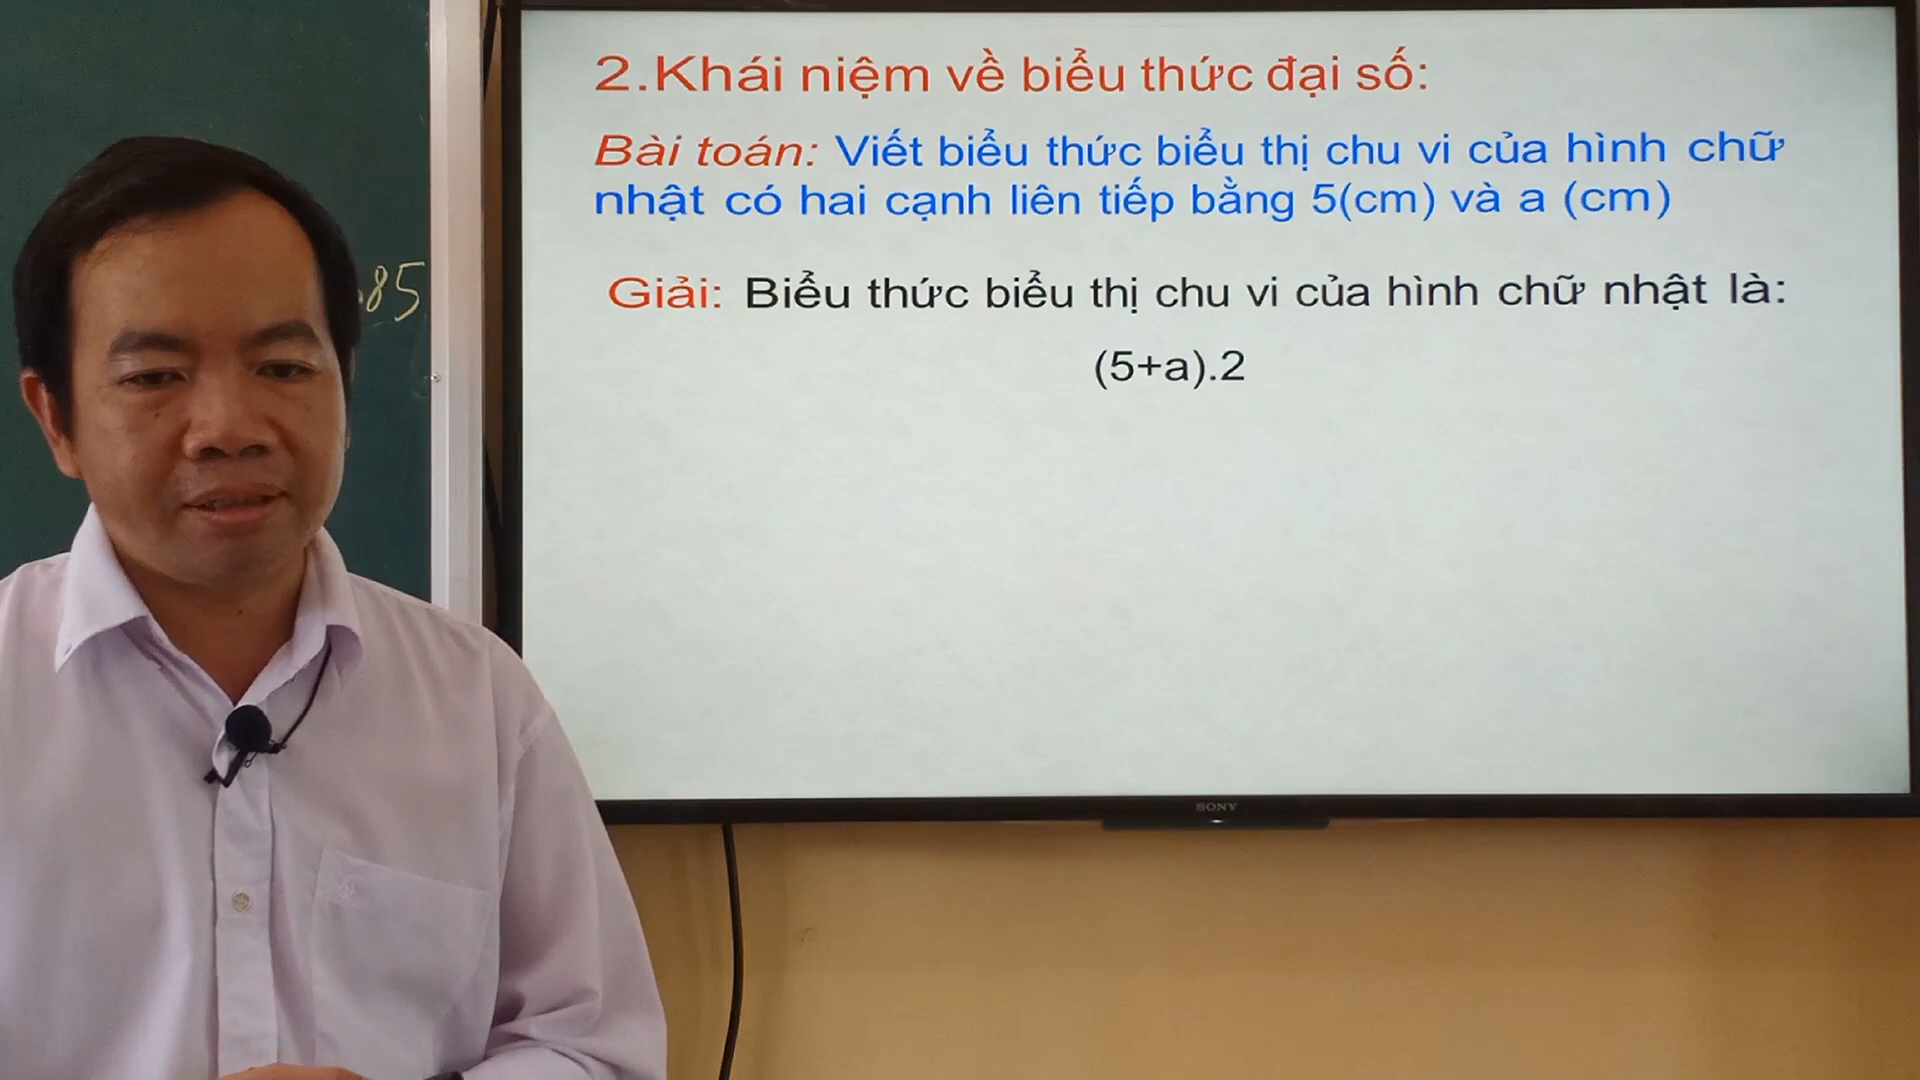 2.Khái niệm về biểu thức đại số:
Bài toán: Viết biểu thức biểu thị chu vi của hình chữ
nhật có hai cạnh liên tiếp bằng 5(cm) và a (cm)
.85
Giải: Biểu thức biểu thị chu vi của hình chữ nhật là:
(5+a).2
SONY